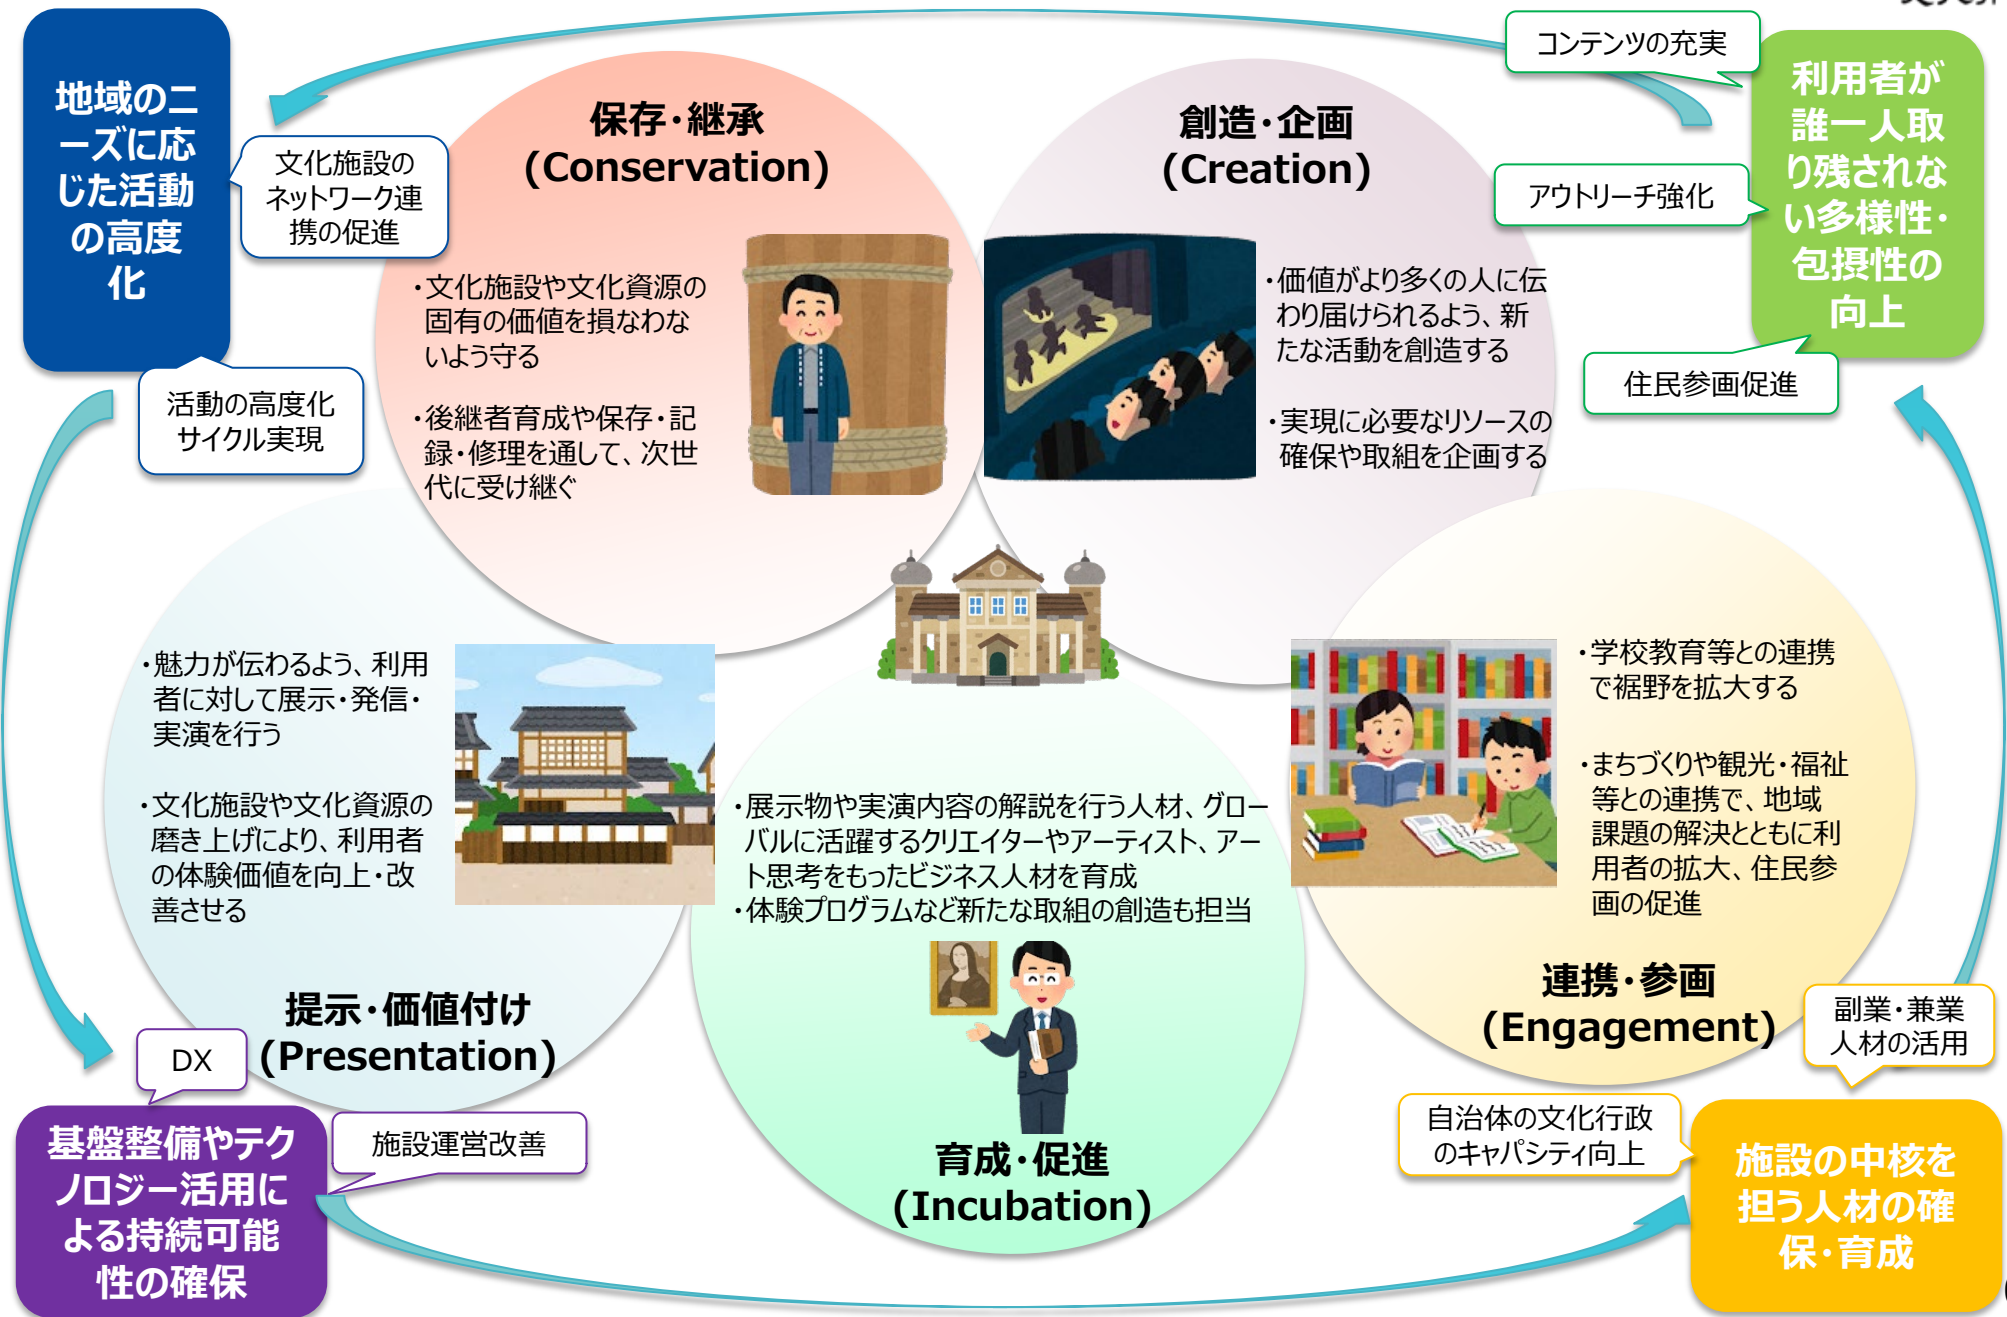 地域のニ
ーズに応
じた活動
の高度
化
文化施設の
ネットワーク連
携の促進
活動の高度化
サイクル実現
保存・継承
(Conservation)
・文化施設や文化資源の
固有の価値を損なわな
いよう守る
・後継者育成や保存・記
録・修理を通して、次世
代に受け継ぐ
創造・企画
(Creation)
・価値がより多くの人に伝
わり届けられるよう、新
たな活動を創造する
・実現に必要なリソースの
確保や取組を企画する
コンテンツの充実
アウトリーチ強化
住民参画促進
利用者が
誰一人取
り残されな
い多様性・
包摂性の
向上
・魅力が伝わるよう、利用
者に対して展示・発信・
実演を行う
・文化施設や文化資源の
磨き上げにより、利用者
の体験価値を向上・改
善させる
提示・価値付け
(Presentation)
・展示物や実演内容の解説を行う人材、グロー
バルに活躍するクリエイターやアーティスト、アー
ト思考をもったビジネス人材を育成
・体験プログラムなど新たな取組の創造も担当
育成・促進
(Incubation)
・学校教育等との連携
で裾野を拡大する
・まちづくりや観光・福祉
等との連携で、地域
課題の解決とともに利
用者の拡大、住民参
画の促進
連携・参画
(Engagement)
DX
施設運営改善
基盤整備やテク
ノロジー活用に
よる持続可能
性の確保
副業・兼業
人材の活用
自治体の文化行政
のキャパシティ向上
施設の中核を
担う人材の確
保・育成